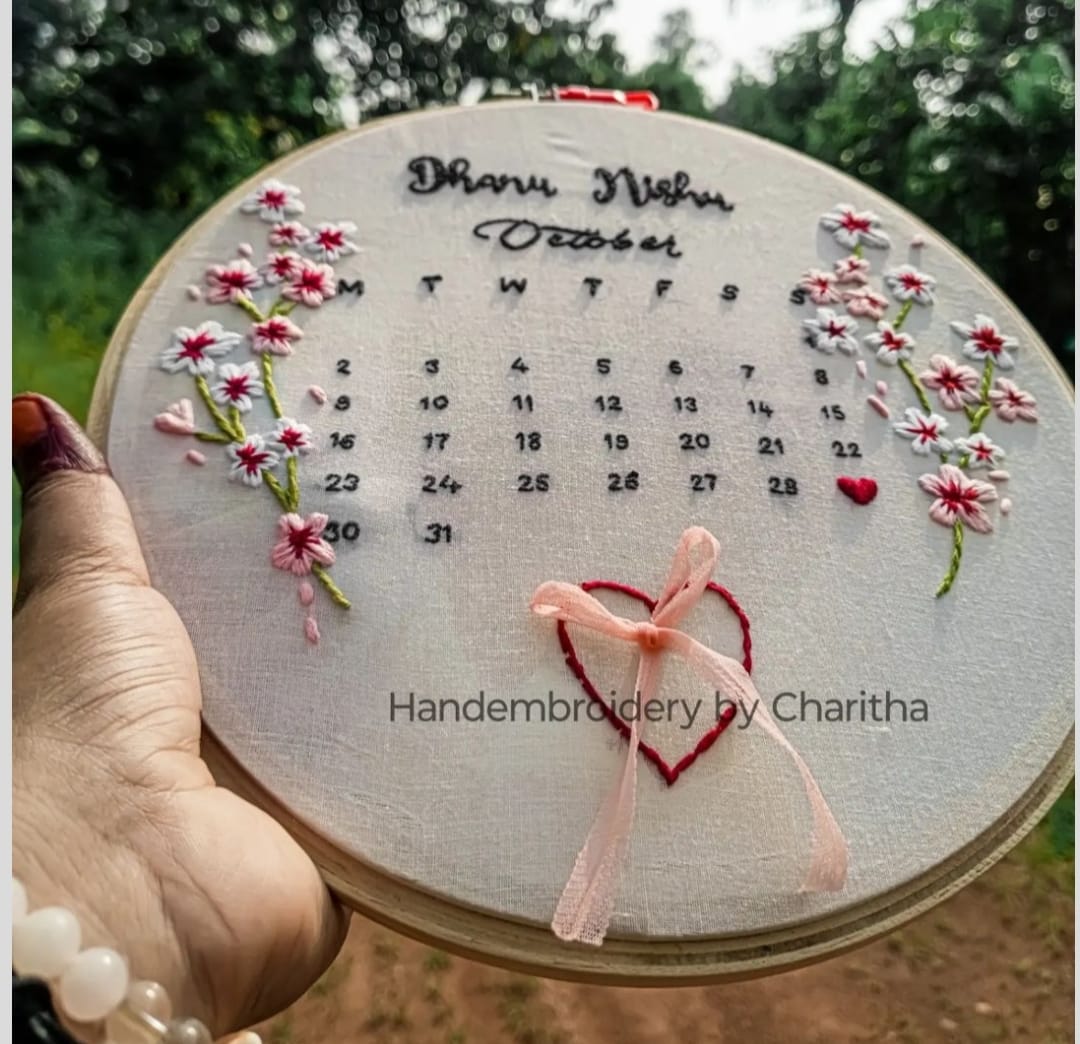 Dhanu Nishu
October
M T W T F S S
2 3 4 5 6 7 8
9 10 11 12 13 14 15
16 17 18 19 20 21 22
23 24 25 26 27 28
30 31
Handembroidery by Charitha